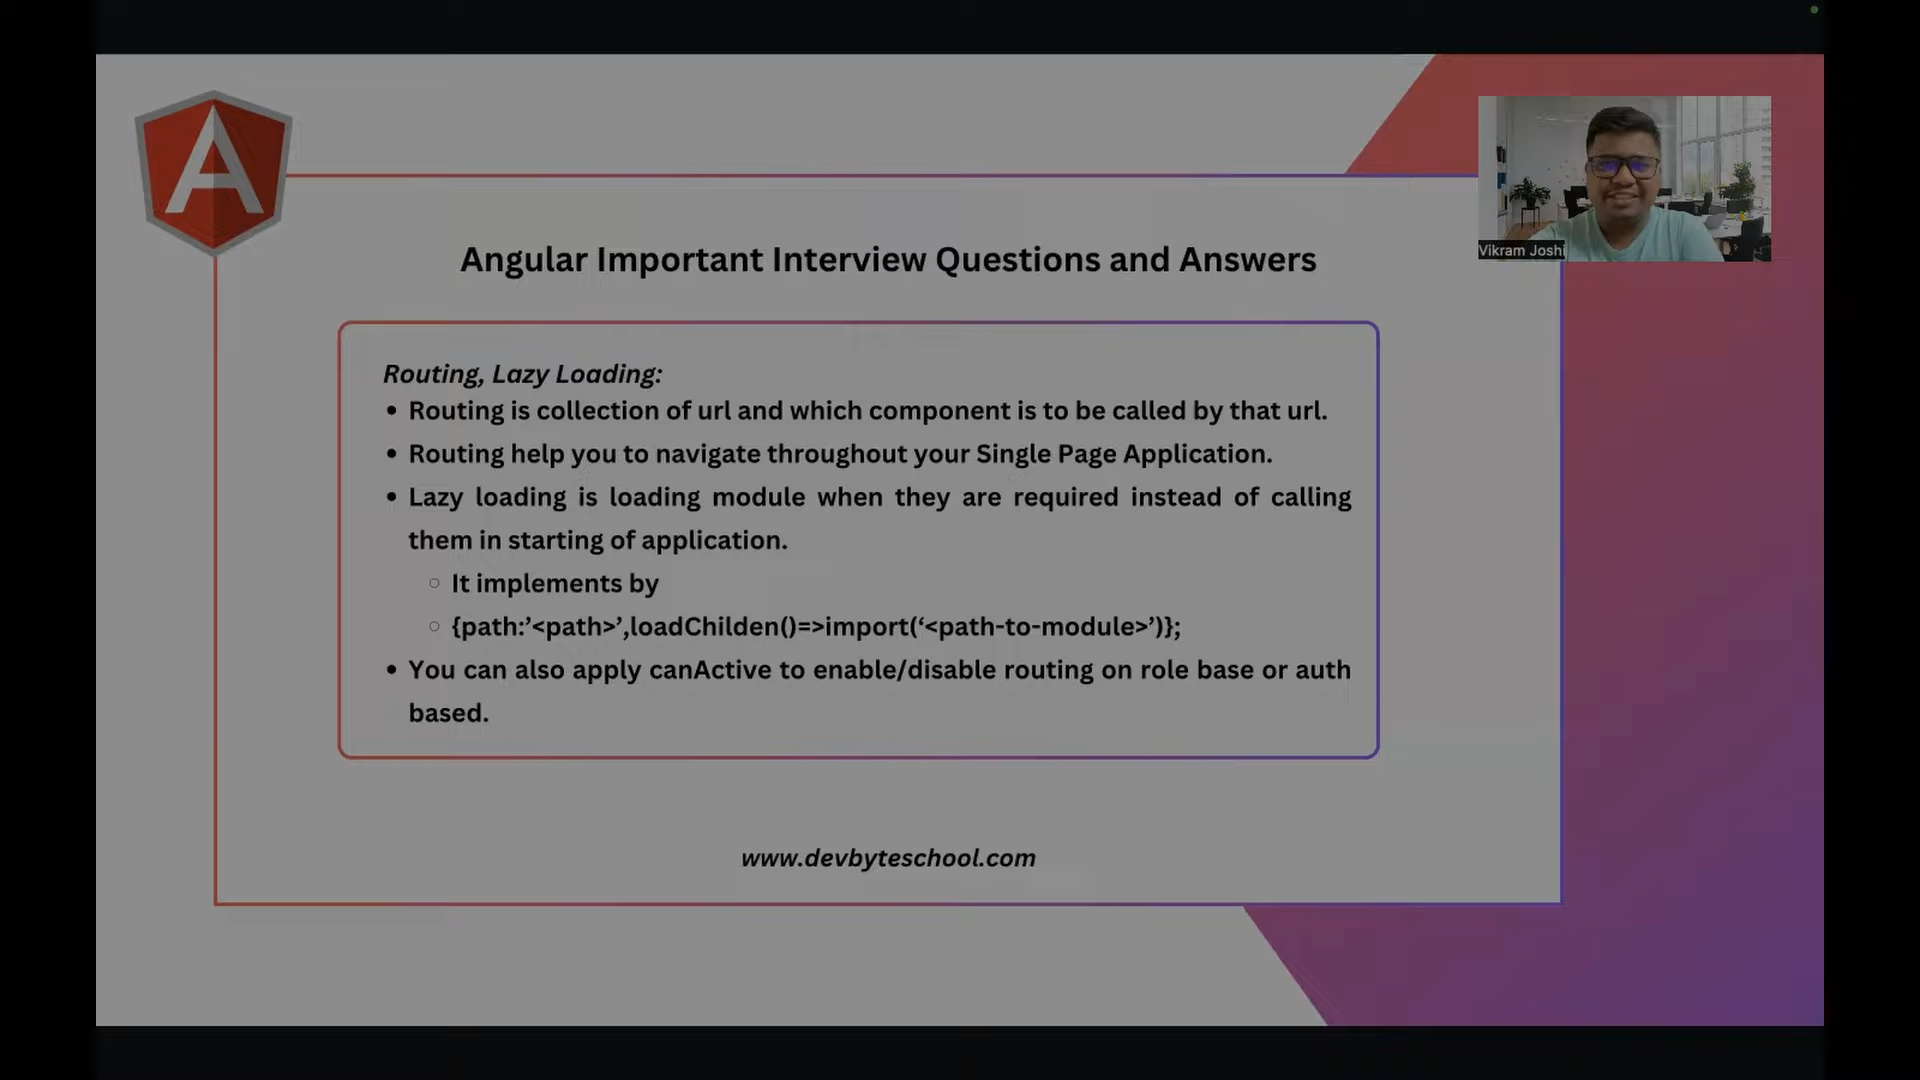 Vikram Joshi
Angular Important Interview Questions and Answers
Routing, Lazy Loading:
• Routing is collection of url and which component is to be called by that url.
• Routing help you to navigate throughout your Single Page Application.
• Lazy loading is loading module when they are required instead of calling
them in starting of application.
○ It implements by
○ {path:’<path>’,loadChilden()=>import(‘<path-to-module>’)};
• You can also apply canActive to enable/disable routing on role base or auth
based.
www.devbyteschool.com